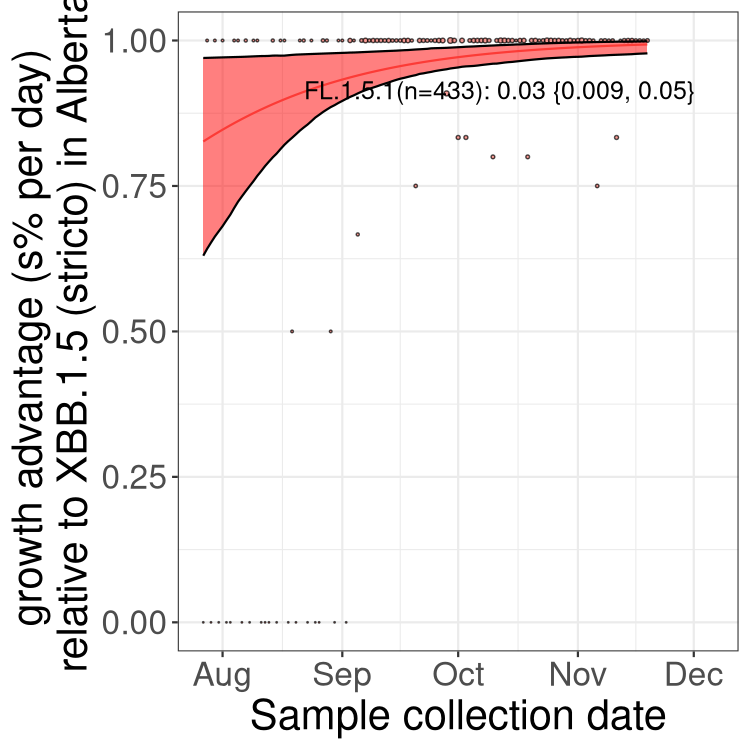 growth advantage (s% per day)
relative to XBB.1.5 (stricto) in Alberta
1.00
0.75
0.50
0.25
0.00
FL.1.5.1(n=433): 0.03 {0.009, 0.05}
Aug Sep Oct Nov Dec
Sample collection date